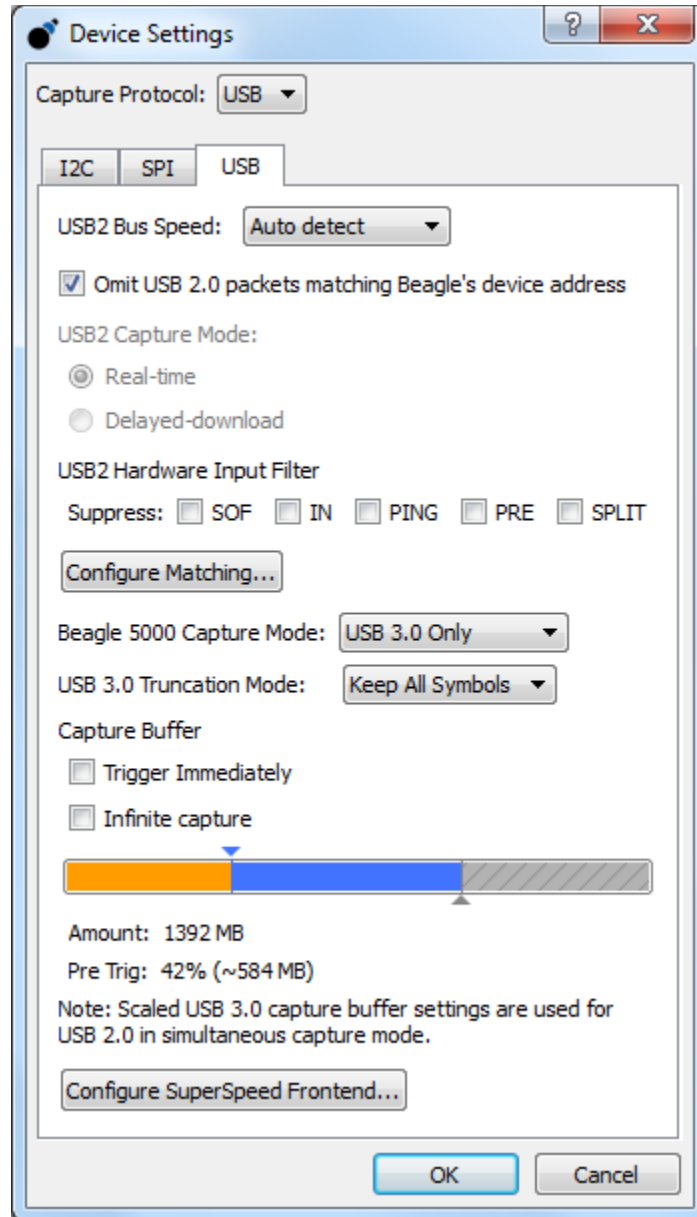 Device Settings
Capture Protocol: USB
I2C SPI USB
USB2 Bus Speed: Auto detect
Omit USB 2.0 packets matching Beagle's device address
USB2 Capture Mode:
Real-time
Delayed-download
USB2 Hardware Input Filter
Suppress: SOF IN PING PRE SPLIT
Configure Matching...
Beagle 5000 Capture Mode: USB 3.0 Only
USB 3.0 Truncation Mode: Keep All Symbols
Capture Buffer
Trigger Immediately
Infinite capture
Amount: 1392 MB
Pre Trig: 42% (~584 MB)
Note: Scaled USB 3.0 capture buffer settings are used for
USB 2.0 in simultaneous capture mode.
Configure SuperSpeed Frontend...
OK Cancel